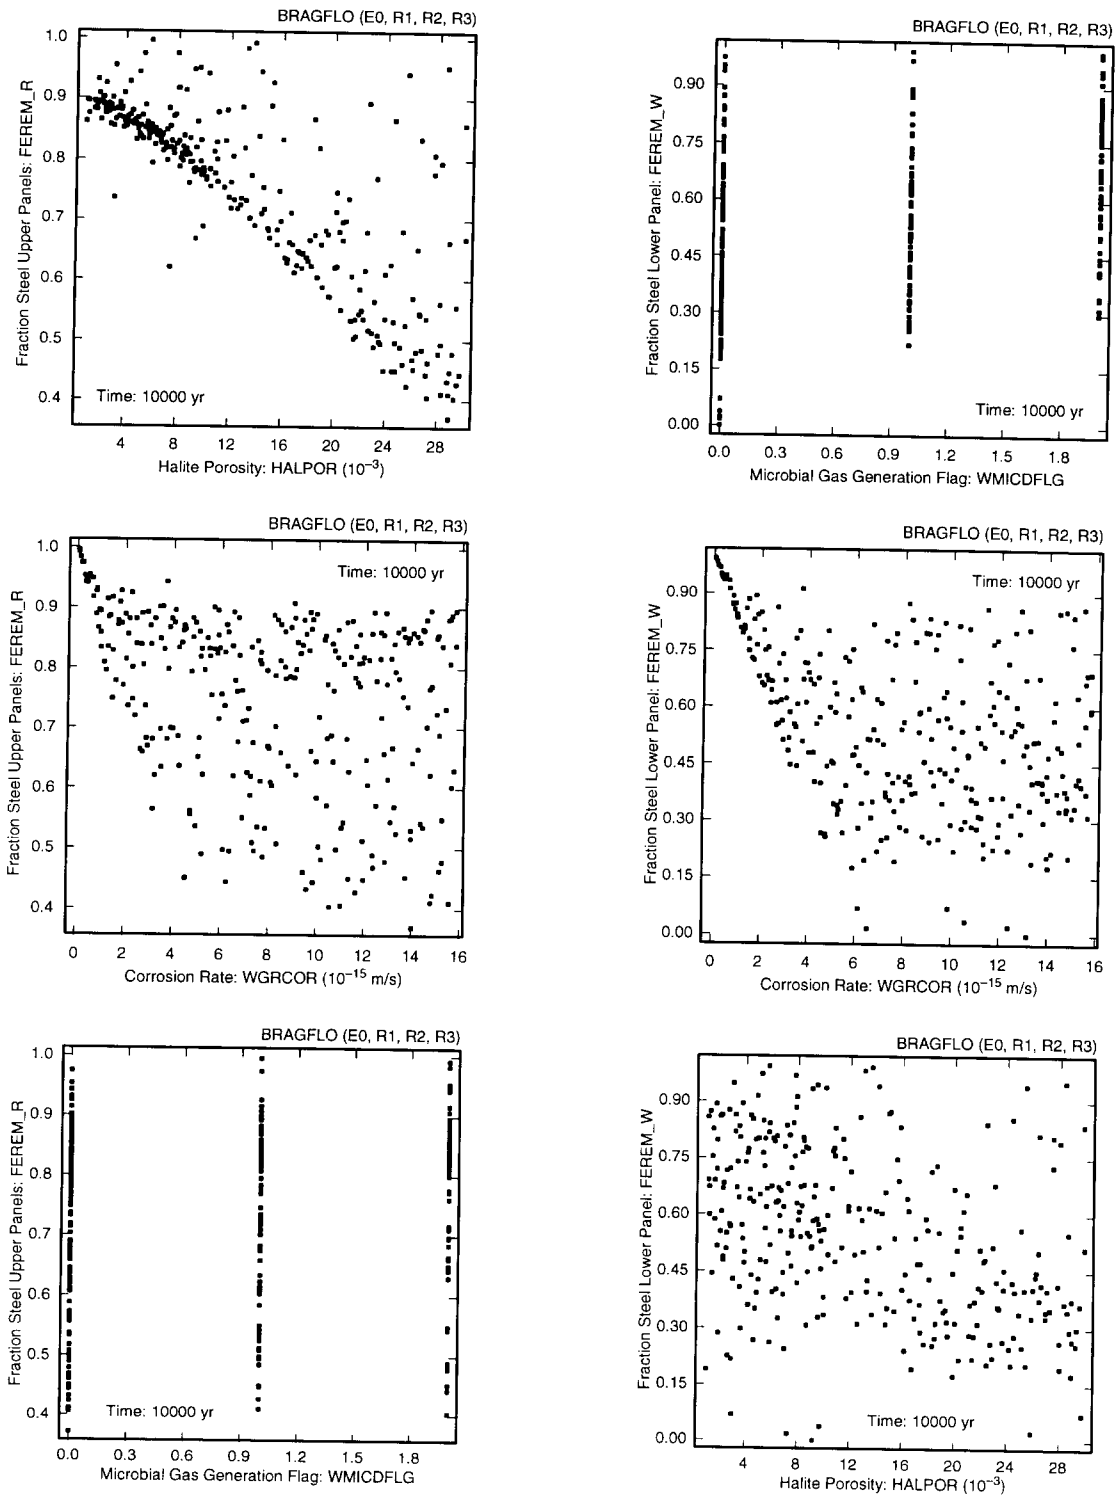 BRAGFLO (E0, R1, R2, R3)
1.0
0.9
0.8
0.7
0.6
0.5
0.4
Fraction Steel Upper Panels: FEREM_R
Time: 10000 yr
4 8 12 16 20 24 28
Halite Porosity: HALPOR (10⁻³)
BRAGFLO (E0, R1, R2, R3)
0.90
0.75
0.60
0.45
0.30
0.15
0.00
Fraction Steel Lower Panel: FEREM_W
Time: 10000 yr
0.0 0.3 0.6 0.9 1.2 1.5 1.8
Microbial Gas Generation Flag: WMICDFLG
BRAGFLO (E0, R1, R2, R3)
Time: 10000 yr
1.0
0.9
0.8
0.7
0.6
0.5
0.4
Fraction Steel Upper Panels: FEREM_R
0 2 4 6 8 10 12 14 16
Corrosion Rate: WGRCOR (10⁻¹⁵ m/s)
BRAGFLO (E0, R1, R2, R3)
Time: 10000 yr
0.90
0.75
0.60
0.45
0.30
0.15
0.00
Fraction Steel Lower Panel: FEREM_W
0 2 4 6 8 10 12 14 16
Corrosion Rate: WGRCOR (10⁻¹⁵ m/s)
BRAGFLO (E0, R1, R2, R3)
1.0
0.9
0.8
0.7
0.6
0.5
0.4
Fraction Steel Upper Panels: FEREM_R
Time: 10000 yr
0.0 0.3 0.6 0.9 1.2 1.5 1.8
Microbial Gas Generation Flag: WMICDFLG
BRAGFLO (E0, R1, R2, R3)
0.90
0.75
0.60
0.45
0.30
0.15
0.00
Fraction Steel Lower Panel: FEREM_W
Time: 10000 yr
4 8 12 16 20 24 28
Halite Porosity: HALPOR (10⁻³)